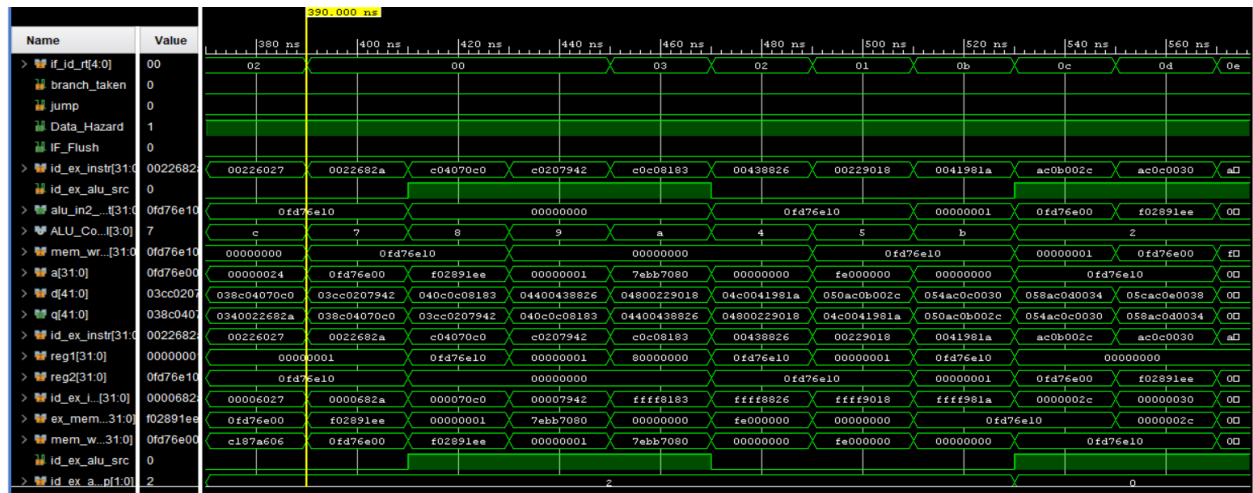 390.000 ns
Name Value 380 ns 400 ns 420 ns 440 ns 460 ns 480 ns 500 ns 520 ns 540 ns 560 ns
if_id_rt[4:0] 00 02 00 03 02 01 0b 0c 0d 0e
branch_taken 0
jump 0
Data_Hazard 1
IF_Flush 0
id_ex_instr[31:0 0022682 00226027 0022682a c04070c0 c0207942 c0c08183 00438826 00229018 0041981a ac0b002c ac0c0030 a
id_ex_alu_src 0
alu_in2_...t[31:0 0fd76e10 0fd76e10 00000000 0fd76e10 00000001 0fd76e00 f02891ee 0
ALU_Co...l[3:0] 7 c 7 8 9 a 4 5 b 2
mem_wr...[31:0 0fd76e10 00000000 0fd76e10 00000000 0fd76e10 00000001 0fd76e00 f
a[31:0] 0fd76e00 00000024 0fd76e00 f02891ee 00000001 7ebb7080 00000000 fe000000 00000000 0fd76e10 0
d[41:0] 03cc0207 038c04070c0 03cc0207942 040c0c08183 04400438826 04800229018 04c0041981a 050ac0b002c 054ac0c0030 058ac0d0034 05cac0e0038 0
q[41:0] 038c0407 0340022682a 038c04070c0 03cc0207942 040c0c08183 04400438826 04800229018 04c0041981a 050ac0b002c 054ac0c0030 058ac0d0034 0
id_ex_instr[31:0 0022682 00226027 0022682a c04070c0 c0207942 c0c08183 00438826 00229018 0041981a ac0b002c ac0c0030 a
reg1[31:0] 00000001 00000001 0fd76e10 00000001 80000000 0fd76e10 00000001 0fd76e10 00000000
reg2[31:0] 0fd76e10 0fd76e10 00000000 0fd76e10 00000001 0fd76e00 f02891ee 0
id_ex_i...[31:0] 0000682 00006027 0000682a 000070c0 00007942 ffff8183 ffff8826 ffff9018 ffff981a 0000002c 00000030 0
ex_mem...31:0] f02891ee 0fd76e00 f02891ee 00000001 7ebb7080 00000000 fe000000 00000000 0fd76e10 0000002c 0
mem_w...31:0] 0fd76e00 c187a606 0fd76e00 f02891ee 00000001 7ebb7080 00000000 fe000000 00000000 0fd76e10 0
id_ex_alu_src 0
id_ex_a...p[1:0] 2 2 0